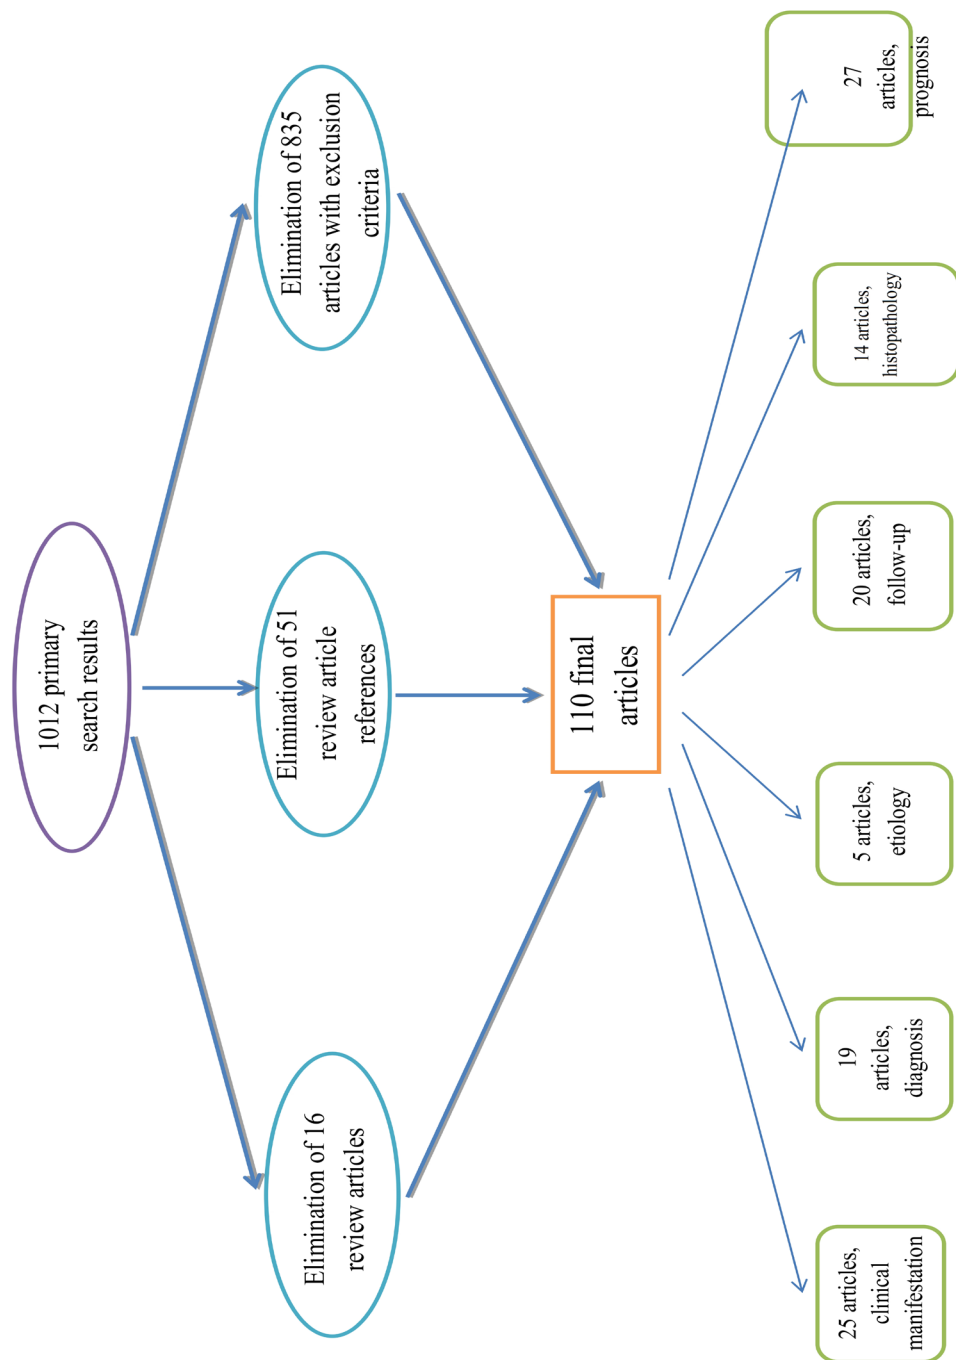 1012 primary
search results
Elimination of 16
review articles
Elimination of 51
review article
references
Elimination of 835
articles with exclusion
criteria
110 final
articles
25 articles,
clinical
manifestation
19
articles,
diagnosis
5 articles,
etiology
20 articles,
follow-up
14 articles,
histopathology
27
articles,
prognosis